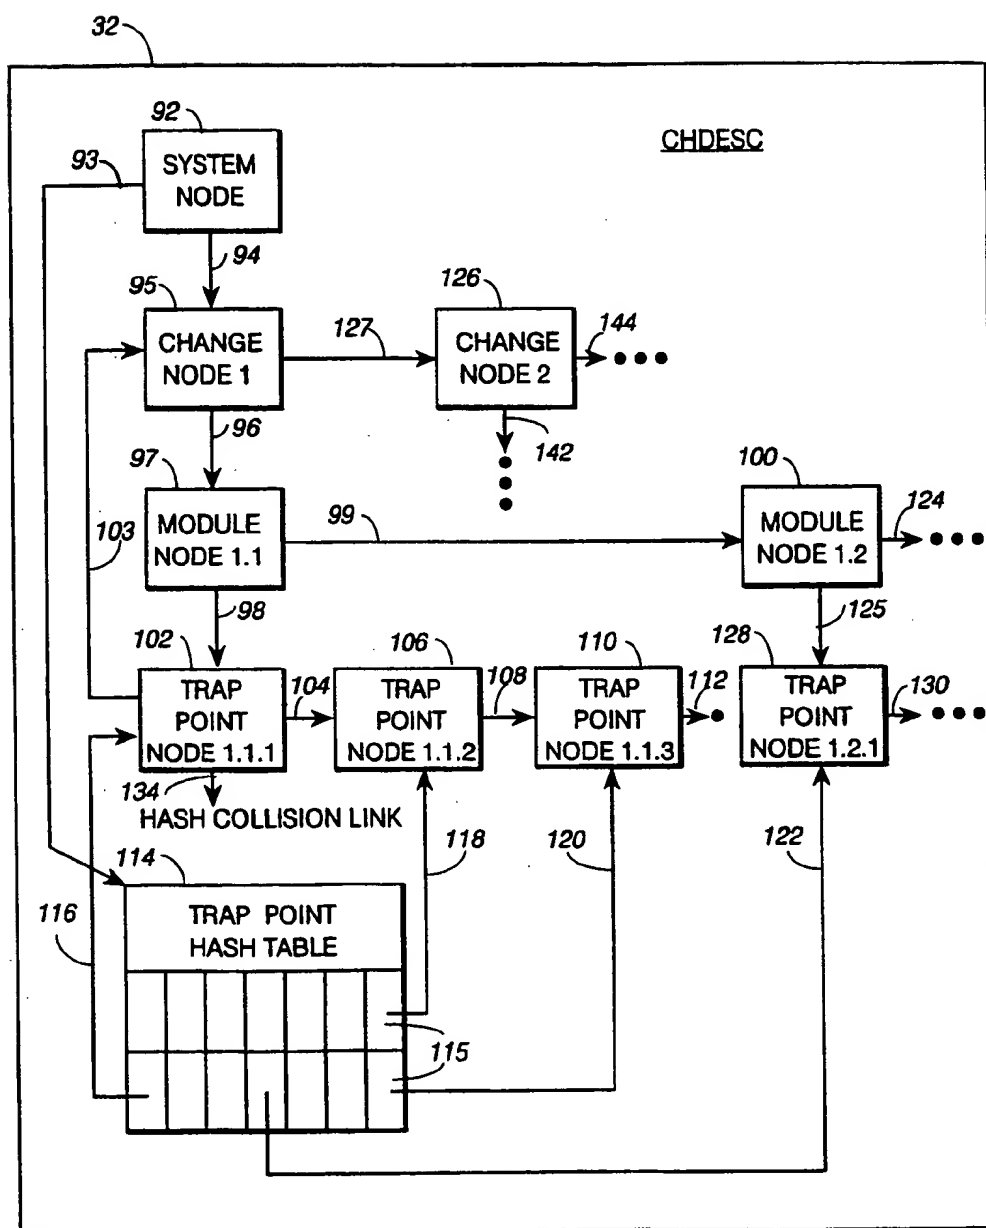 32
92
CHDESC
93
SYSTEM
NODE
94
95
126
127
144
CHANGE
NODE 1
CHANGE
NODE 2
96
142
97
100
103
99
124
MODULE
NODE 1.1
MODULE
NODE 1.2
98
125
102
106
110
128
104
108
112
130
TRAP
POINT
NODE 1.1.1
TRAP
POINT
NODE 1.1.2
TRAP
POINT
NODE 1.1.3
TRAP
POINT
NODE 1.2.1
134
HASH COLLISION LINK
114
118
120
122
116
TRAP POINT
HASH TABLE
115